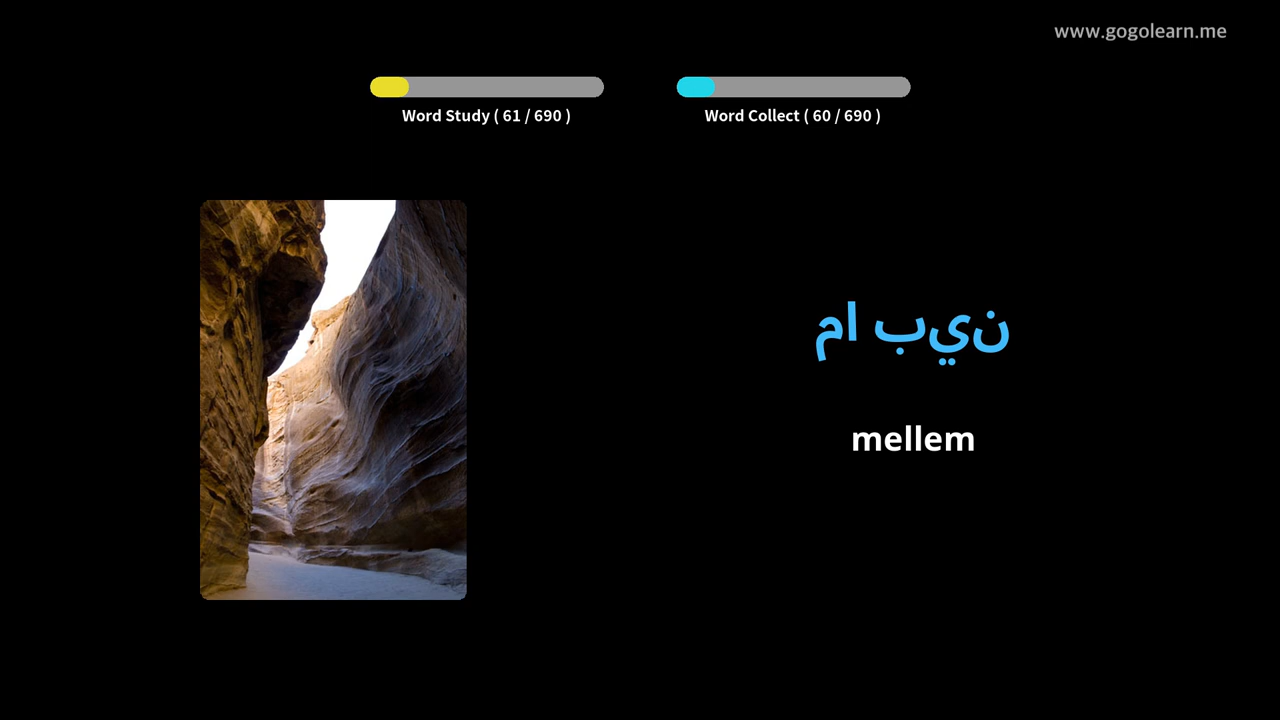 www.gogolearn.me
Word Study ( 61 / 690 )
Word Collect ( 60 / 690 )
ما بين
mellem